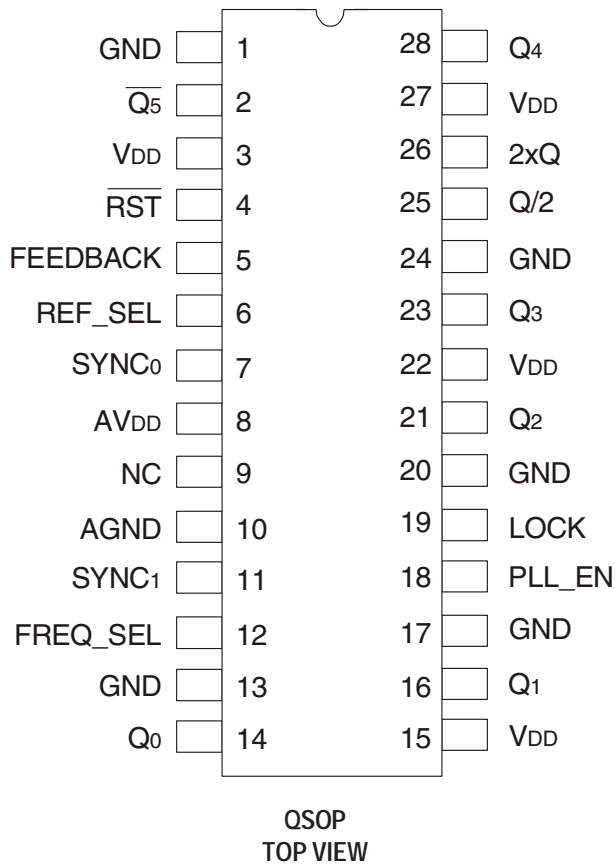 GND 1 28 Q4
Q5 2 27 VDD
VDD 3 26 2xQ
RST 4 25 Q/2
FEEDBACK 5 24 GND
REF_SEL 6 23 Q3
SYNC0 7 22 VDD
AVDD 8 21 Q2
NC 9 20 GND
AGND 10 19 LOCK
SYNC1 11 18 PLL_EN
FREQ_SEL 12 17 GND
GND 13 16 Q1
Q0 14 15 VDD
QSOP
TOP VIEW